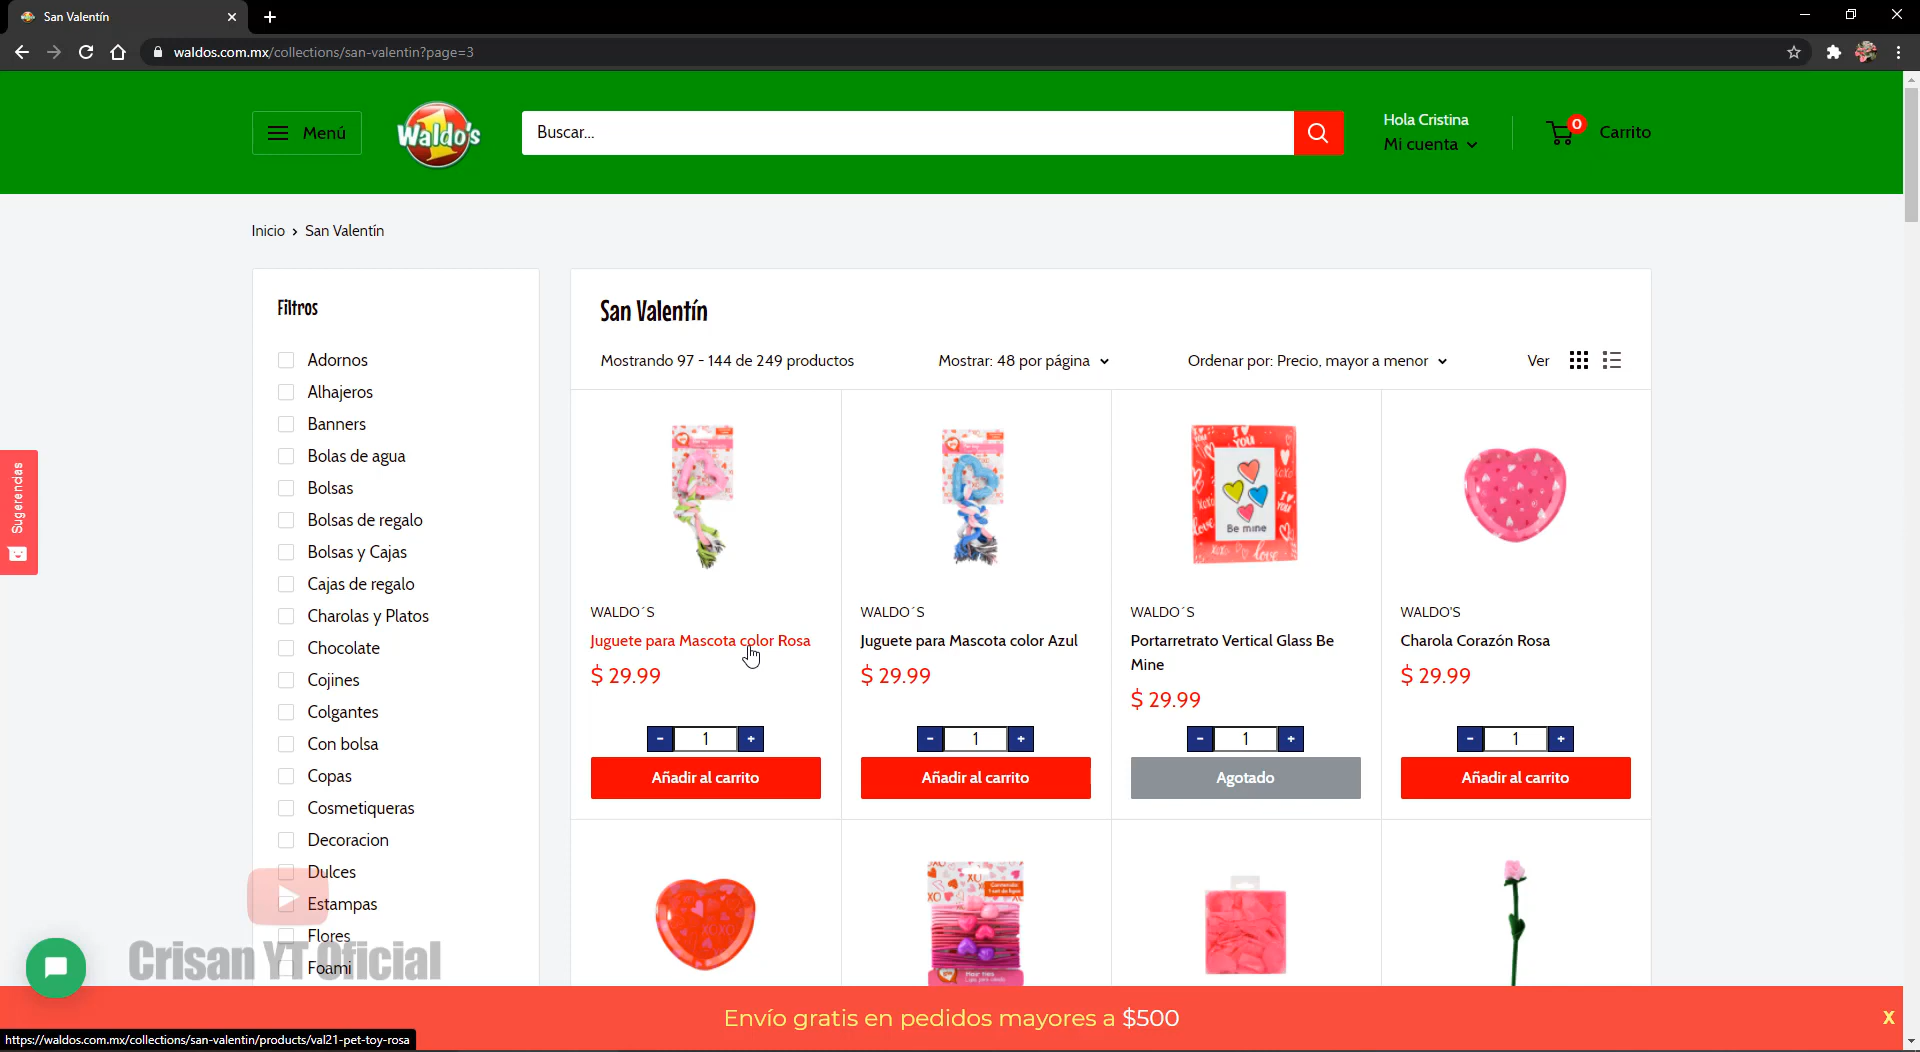 San Valentín
waldos.com.mx/collections/san-valentin?page=3
Menú
Waldo's
Buscar...
Hola Cristina
Mi cuenta
0
Carrito
Inicio › San Valentín
Filtros
Adornos
Alhajeros
Banners
Bolas de agua
Bolsas
Bolsas de regalo
Bolsas y Cajas
Cajas de regalo
Charolas y Platos
Chocolate
Cojines
Colgantes
Con bolsa
Copas
Cosmetiqueras
Decoracion
Dulces
Estampas
Flores
Foami
Sugerendas
San Valentín
Mostrando 97 - 144 de 249 productos
Mostrar: 48 por página
Ordenar por: Precio, mayor a menor
Ver
WALDO´S
Juguete para Mascota color Rosa
$ 29.99
- 1 +
Añadir al carrito
WALDO´S
Juguete para Mascota color Azul
$ 29.99
- 1 +
Añadir al carrito
I ♥
YOU
Be mine
love
WALDO´S
Portarretrato Vertical Glass Be
Mine
$ 29.99
- 1 +
Agotado
WALDO'S
Charola Corazón Rosa
$ 29.99
- 1 +
Añadir al carrito
XOXO
Crisan YT Oficial
Envío gratis en pedidos mayores a $500
X
https://waldos.com.mx/collections/san-valentin/products/val21-pet-toy-rosa